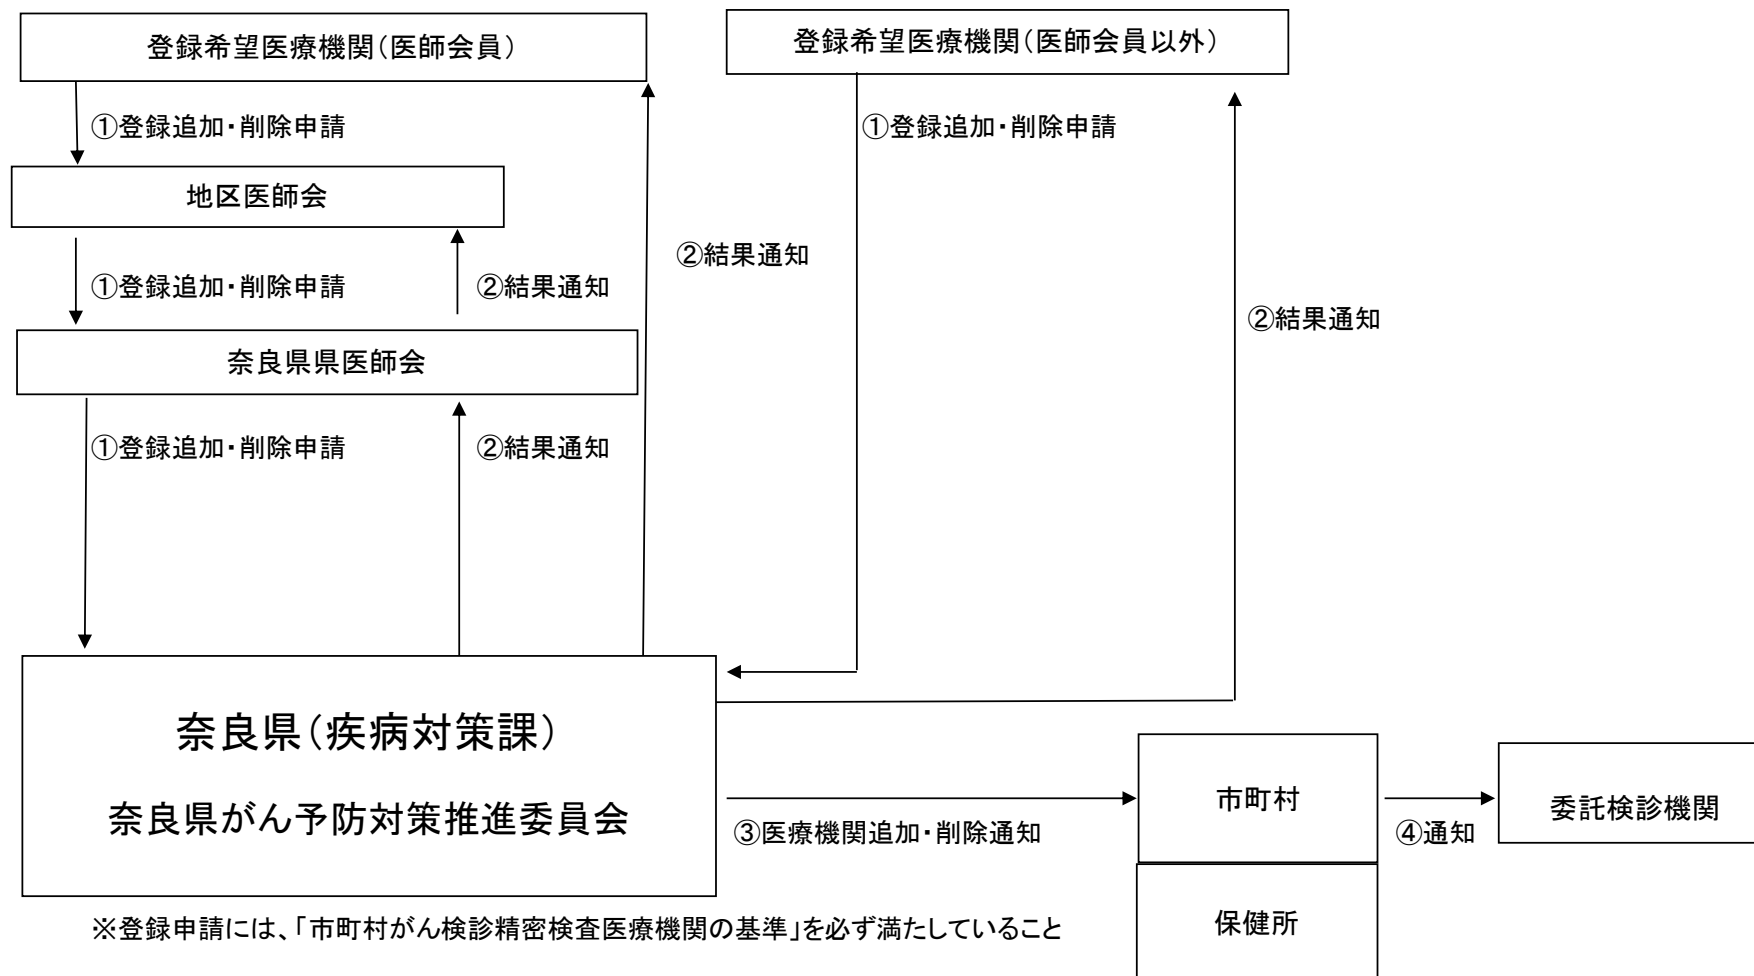 登録希望医療機関（医師会員）
登録希望医療機関（医師会員以外）
①登録追加・削除申請
①登録追加・削除申請
地区医師会
②結果通知
①登録追加・削除申請
②結果通知
②結果通知
奈良県県医師会
①登録追加・削除申請
②結果通知
奈良県（疾病対策課）
奈良県がん予防対策推進委員会
市町村
委託検診機関
③医療機関追加・削除通知
④通知
保健所
※登録申請には、「市町村がん検診精密検査医療機関の基準」を必ず満たしていること